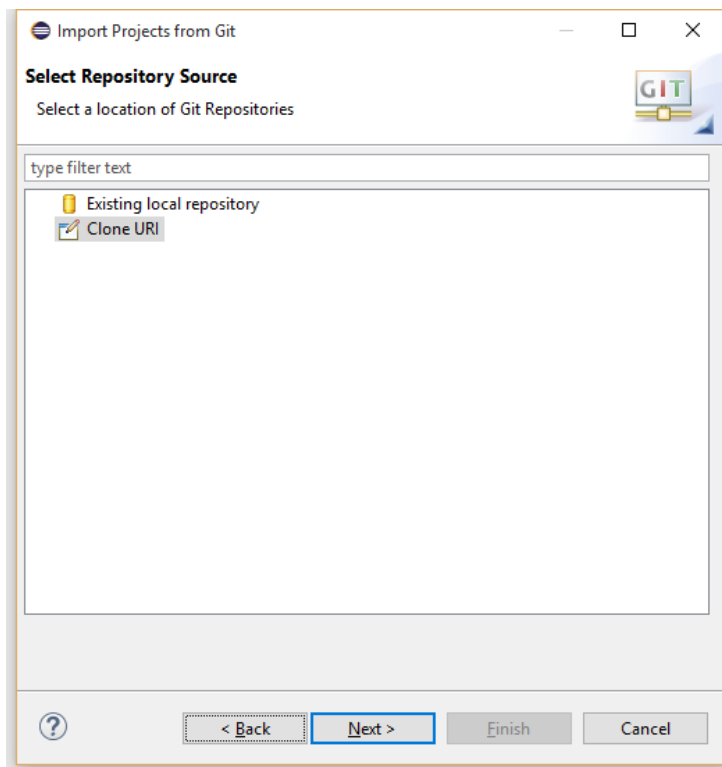 Import Projects from Git
Select Repository Source
Select a location of Git Repositories
GIT
type filter text
Existing local repository
Clone URI
?
< Back
Next >
Finish
Cancel